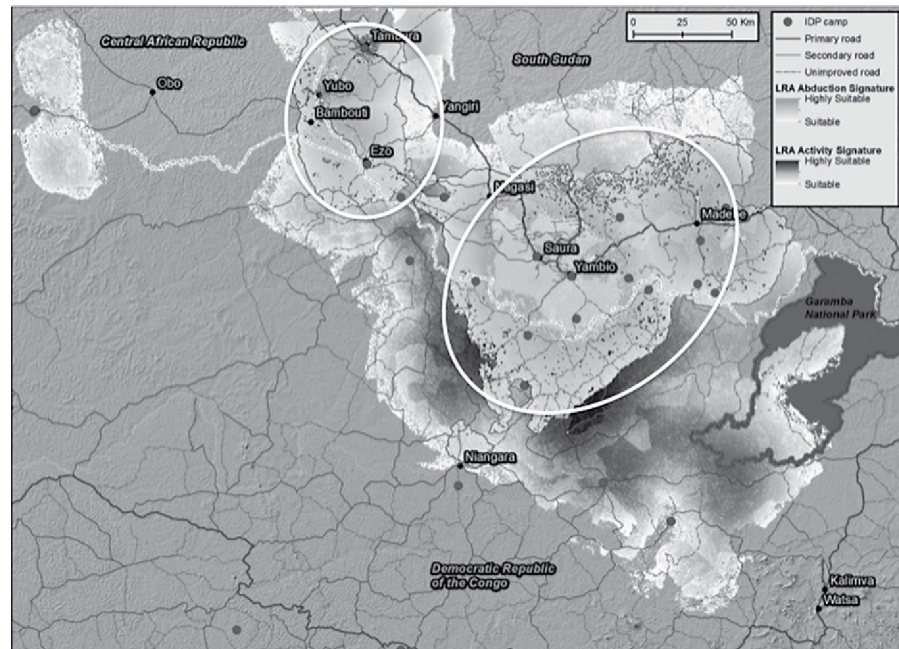 Central African Republic
Tambura
0 25 50 Km
IDP camp
Primary road
Secondary road
Unimproved road
LRA Abduction Signature
Highly Suitable
Suitable
LRA Activity Signature
Highly Suitable
Suitable
South Sudan
Obo
Yubo
Bambouti
Yangiri
Ezo
Nagasi
Saura
Yambio
Garamba
National Park
Niangara
Democratic Republic
of the Congo
Kalimva
Watsa